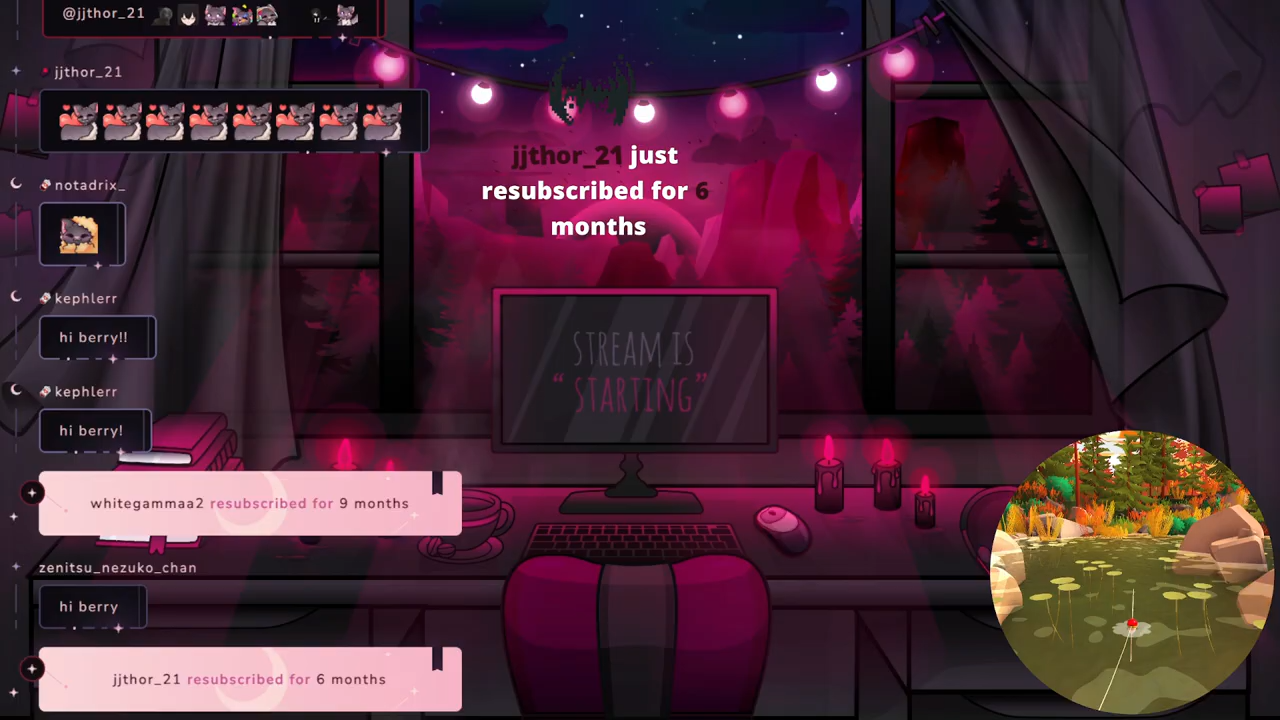 @jjthor_21
jjthor_21
notadrix_
kephlerr
hi berry!!
kephlerr
hi berry!
whitegammaa2 resubscribed for 9 months
zenitsu_nezuko_chan
hi berry
jjthor_21 resubscribed for 6 months
jjthor_21 just
resubscribed for 6
months
STREAM IS
“ STARTING”